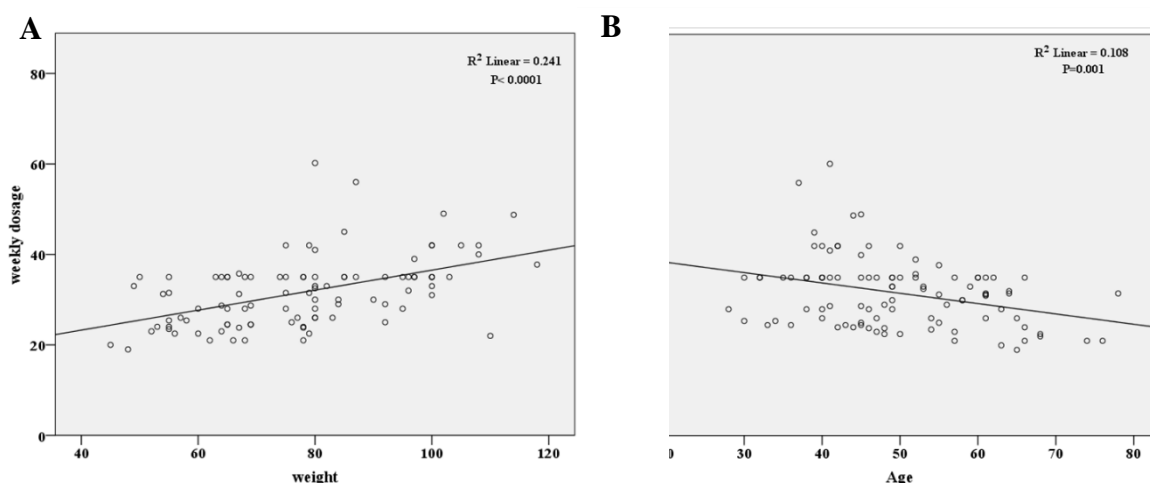 A
R² Linear = 0.241
P< 0.0001
80
60
40
20
0
weekly dosage
40
60
80
100
120
weight
B
R² Linear = 0.108
P=0.001
0
30
40
50
60
70
80
Age